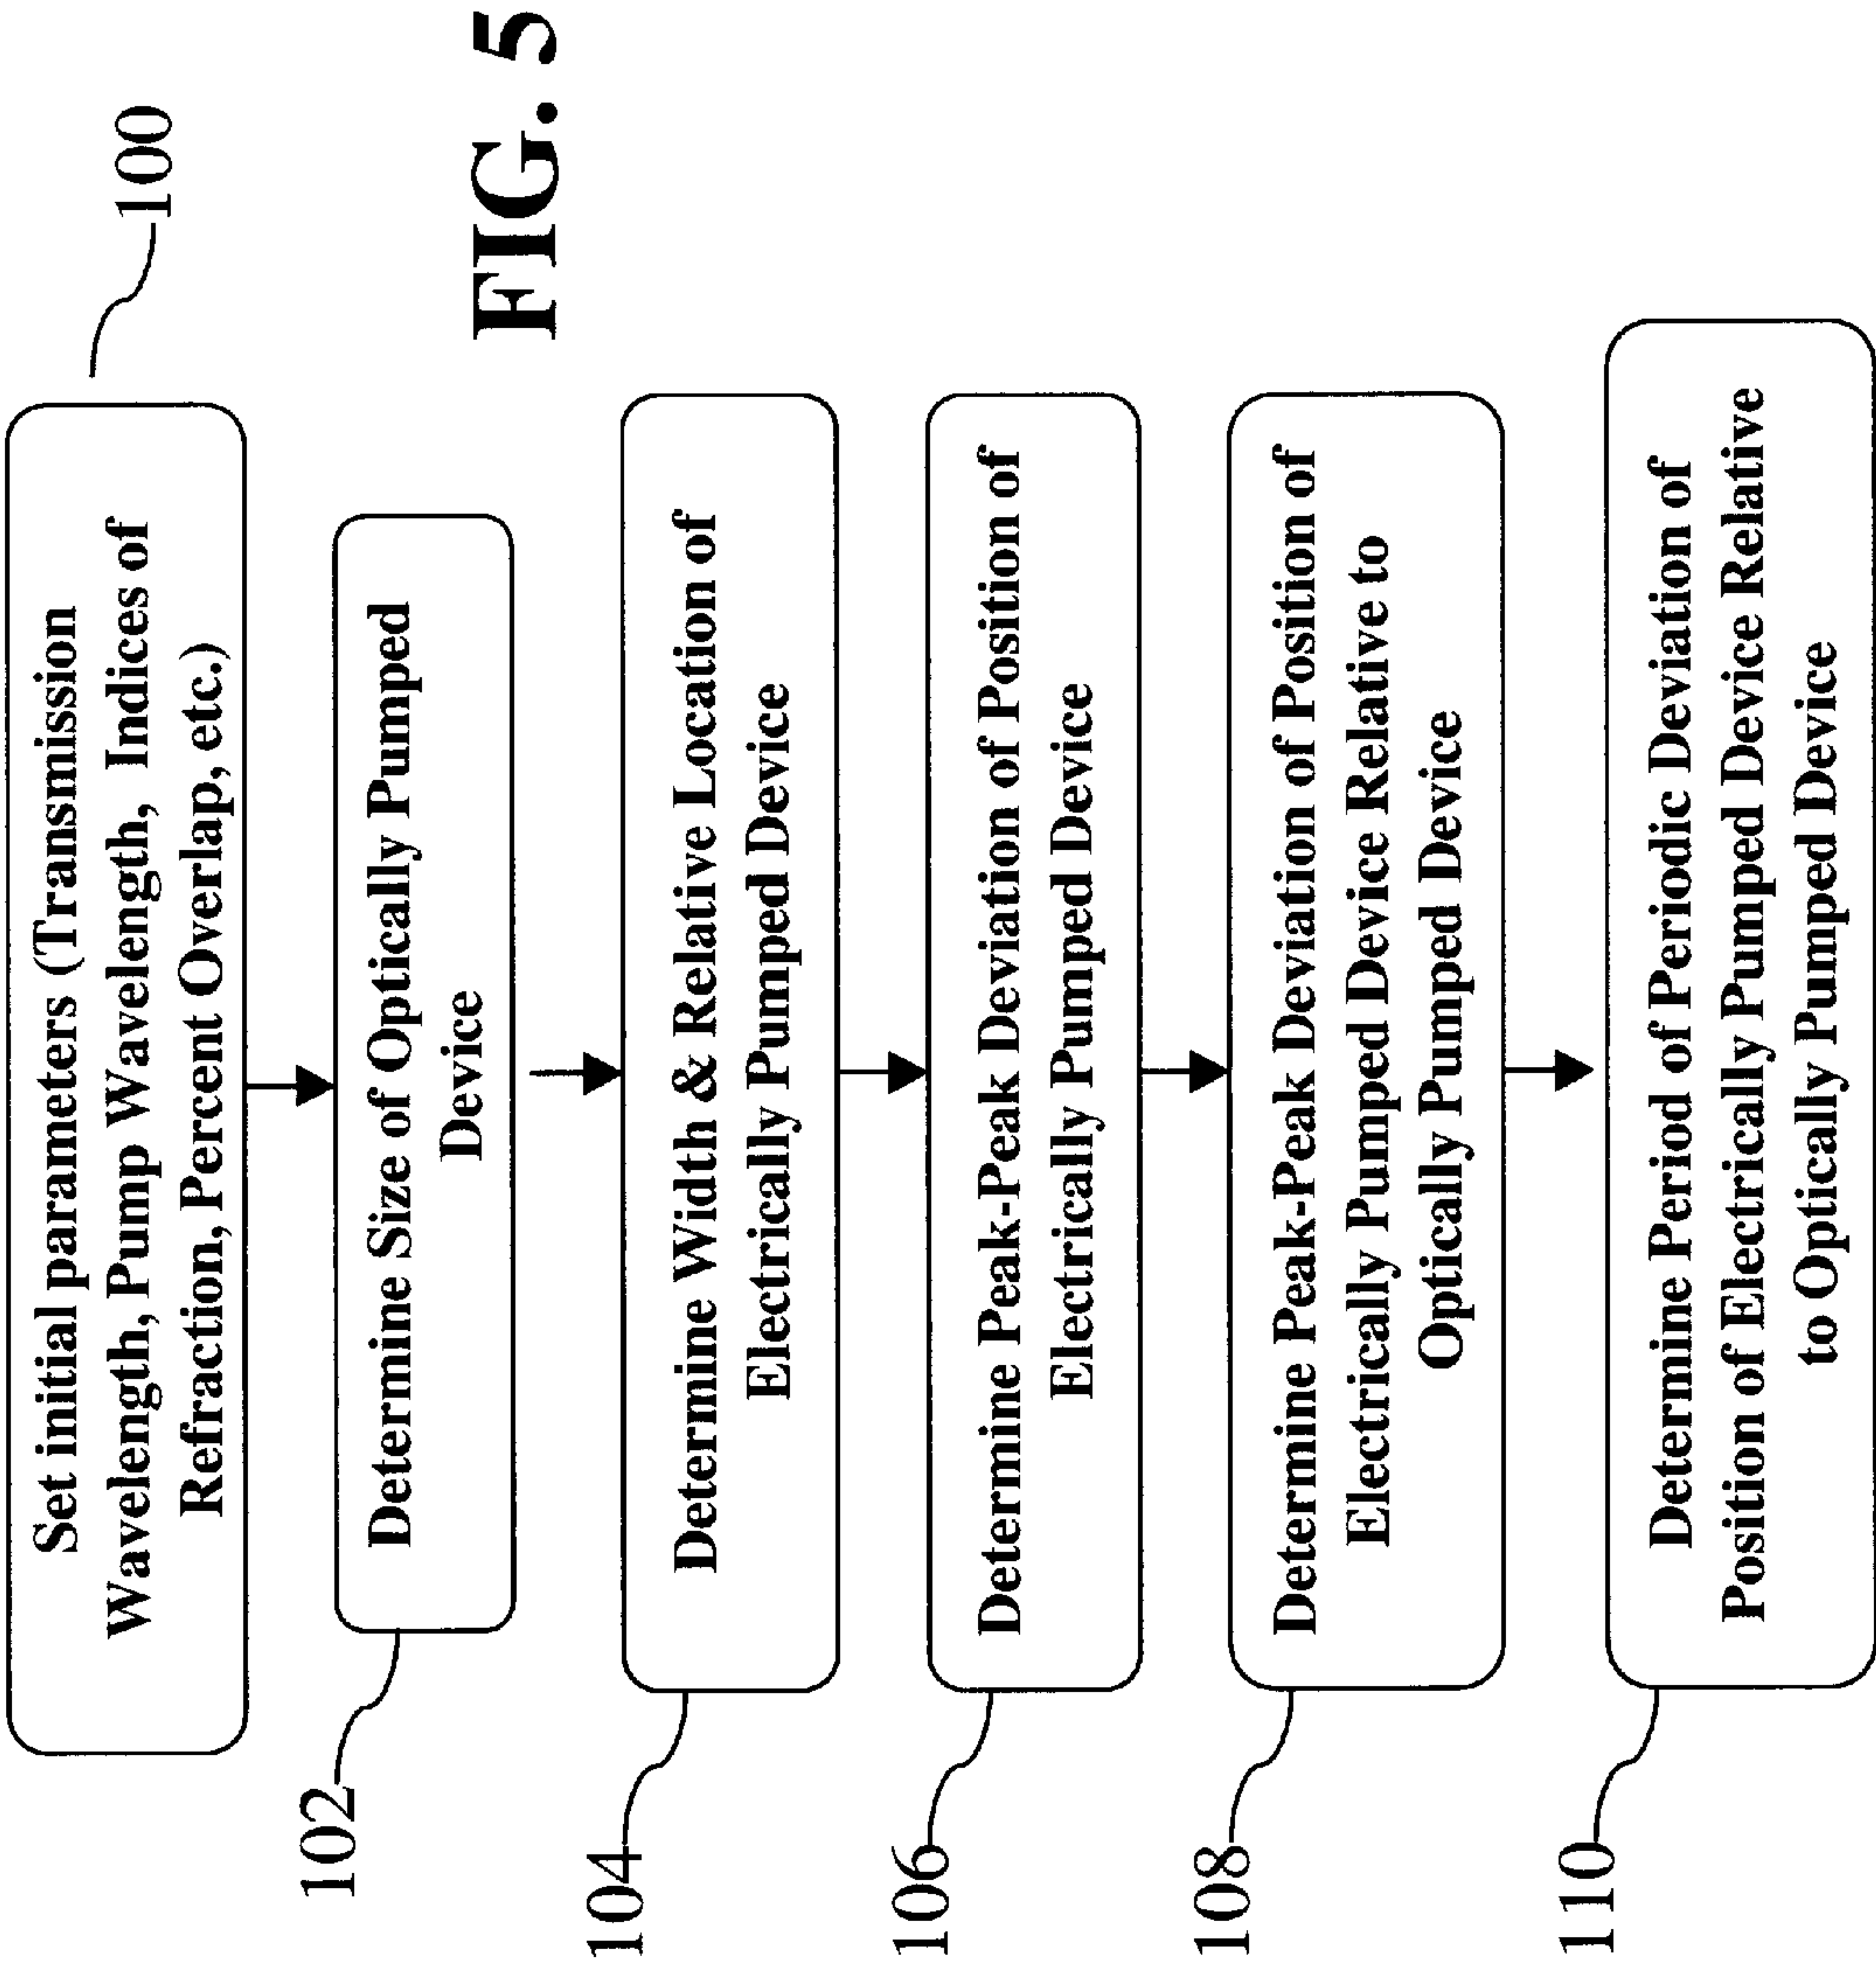 Set initial parameters (Transmission
Wavelength, Pump Wavelength, Indices of
Refraction, Percent Overlap, etc.)
100
102
Determine Size of Optically Pumped
Device
FIG. 5
104
Determine Width & Relative Location of
Electrically Pumped Device
106
Determine Peak-Peak Deviation of Position of
Electrically Pumped Device
108
Determine Peak-Peak Deviation of Position of
Electrically Pumped Device Relative to
Optically Pumped Device
110
Determine Period of Periodic Deviation of
Position of Electrically Pumped Device Relative
to Optically Pumped Device